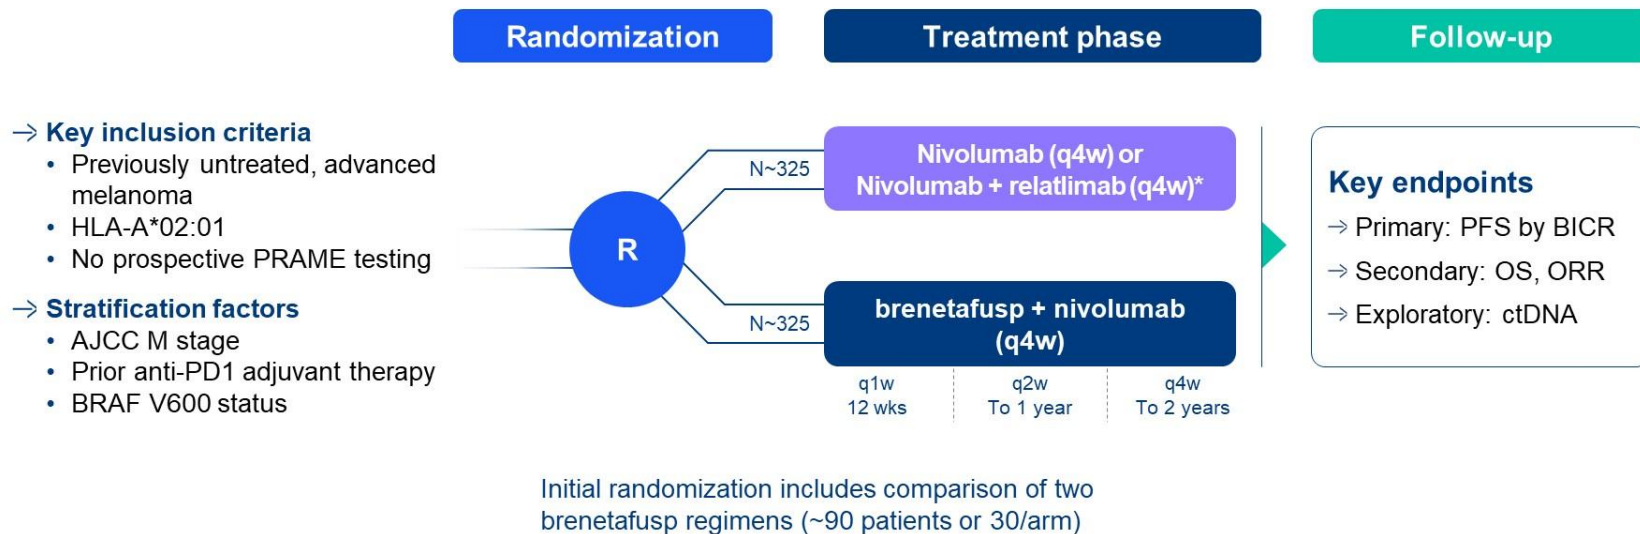 Randomization
Treatment phase
Follow-up
→ Key inclusion criteria
• Previously untreated, advanced
melanoma
• HLA-A*02:01
• No prospective PRAME testing
→ Stratification factors
• AJCC M stage
• Prior anti-PD1 adjuvant therapy
• BRAF V600 status
R
N~325
N~325
Nivolumab (q4w) or
Nivolumab + relatlimab (q4w)*
brenetafusp + nivolumab
(q4w)
q1w
12 wks
q2w
To 1 year
q4w
To 2 years
Key endpoints
→ Primary: PFS by BICR
→ Secondary: OS, ORR
→ Exploratory: ctDNA
Initial randomization includes comparison of two
brenetafusp regimens (~90 patients or 30/arm)